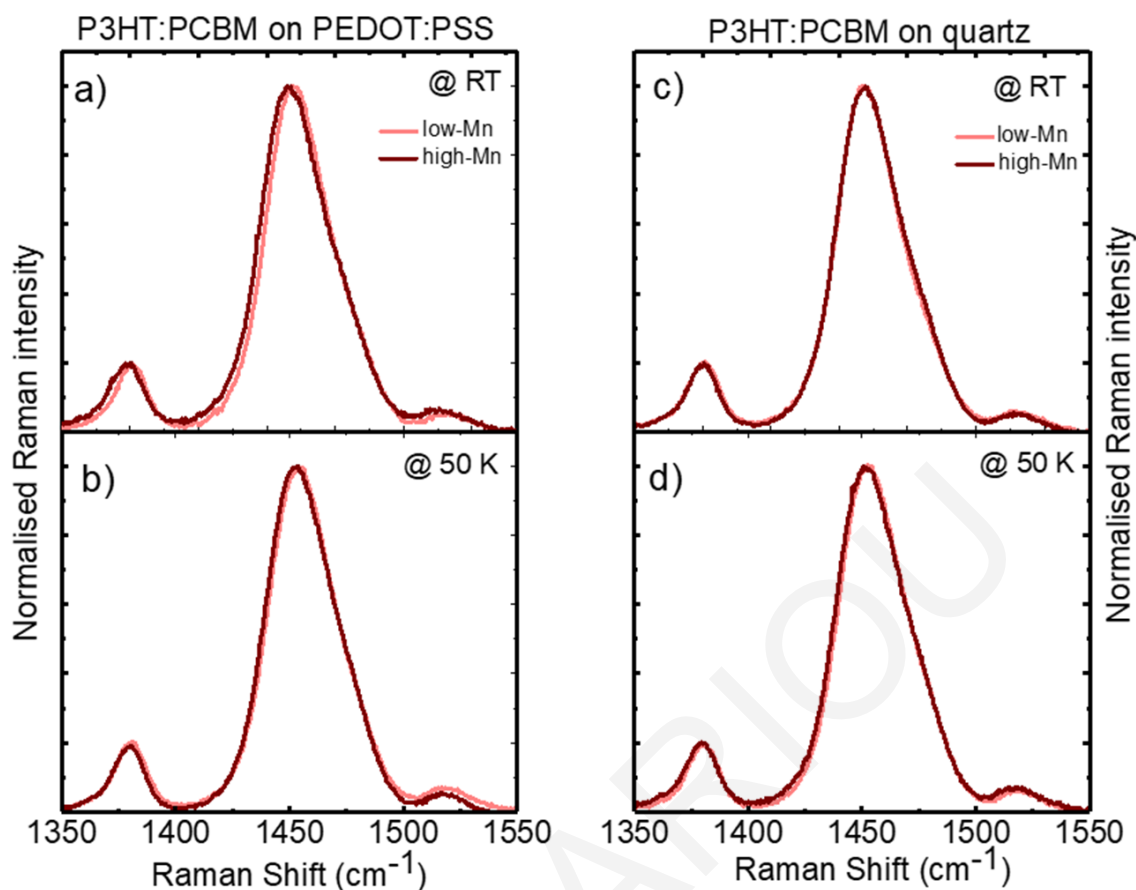 P3HT:PCBM on PEDOT:PSS
P3HT:PCBM on quartz
a)
@ RT
low-Mn
high-Mn
c)
@ RT
low-Mn
high-Mn
b)
@ 50 K
d)
@ 50 K
Normalised Raman intensity
Normalised Raman intensity
1350 1400 1450 1500 1550
1350 1400 1450 1500 1550
Raman Shift (cm⁻¹)
Raman Shift (cm⁻¹)
ARIOU